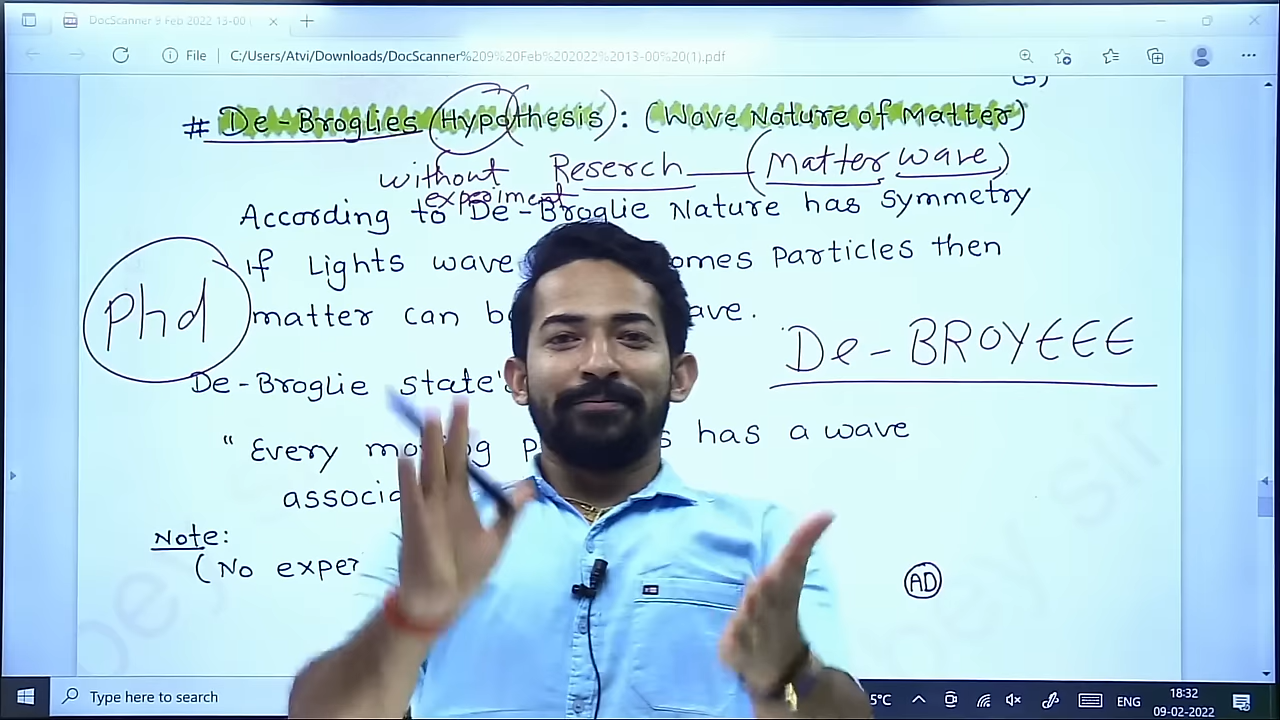 DocScanner 9 Feb 2022 13-00
File C:/Users/Atvi/Downloads/DocScanner%209%20Feb%202022%2013-00%20(1).pdf
# De-Broglies (Hypothesis): (Wave Nature of Matter)
without Reserch (Matter wave)
experiment
According to De-Broglie Nature has symmetry
If Lights wave omes Particles then
Phd
matter can b ave.
De-BROYEEE
De-Broglie state's
" Every mo g p s has a wave
associa
Note:
(No exper
AD
Type here to search
5°C ENG 18:32
09-02-2022